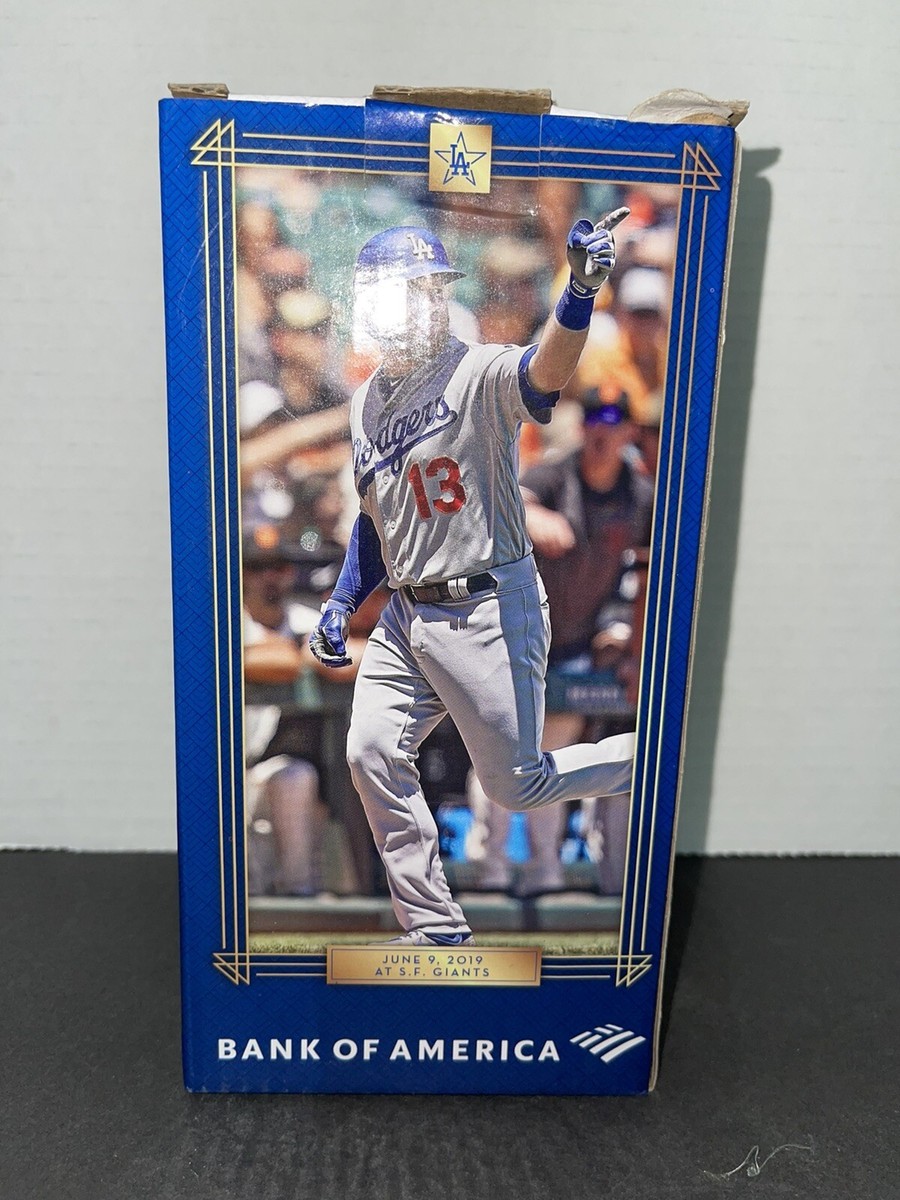 LA
LA
Dodgers
13
JUNE 9, 2019
AT S.F. GIANTS
BANK OF AMERICA